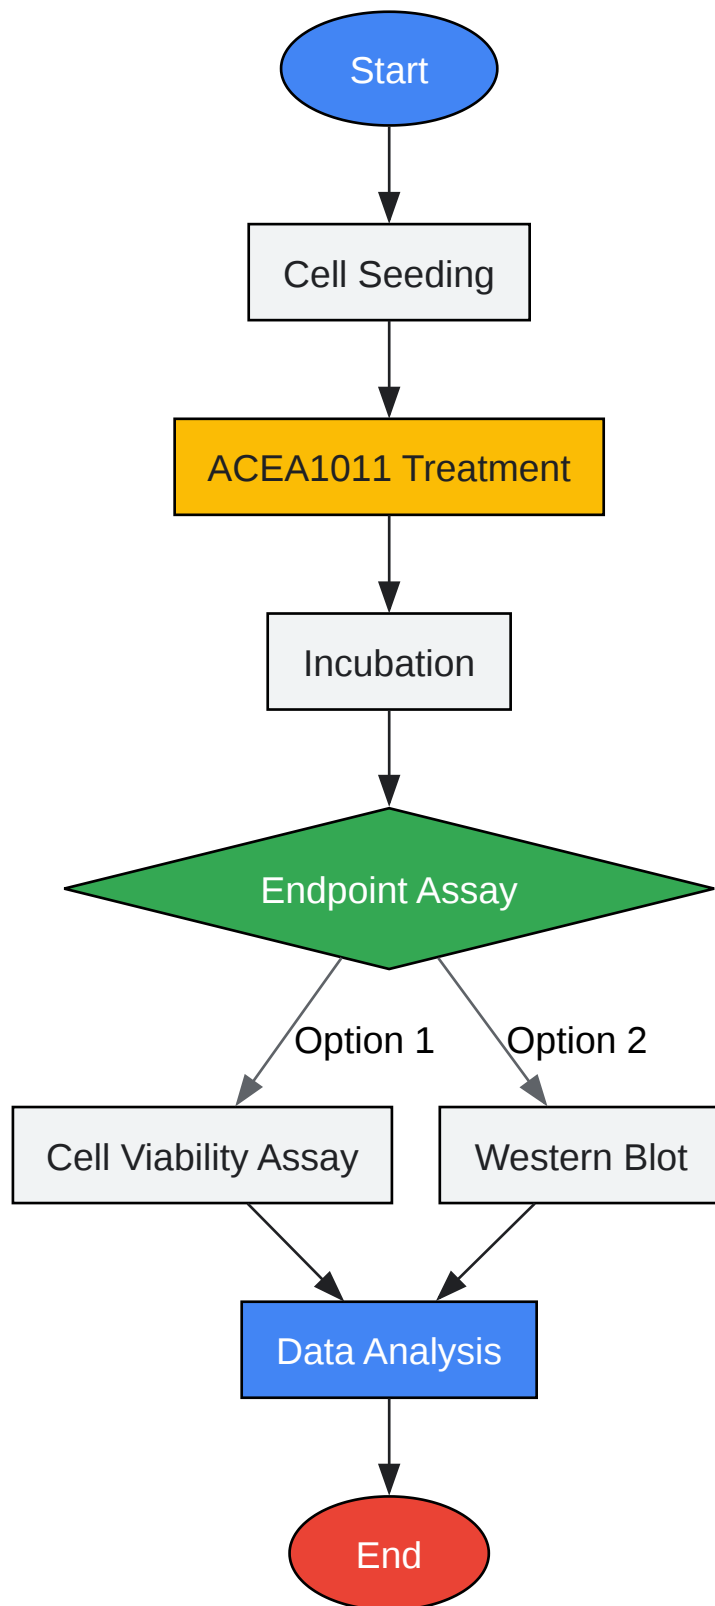 Start
Cell Seeding
ACEA1011 Treatment
Incubation
Endpoint Assay
Option 1
Option 2
Cell Viability Assay
Western Blot
Data Analysis
End